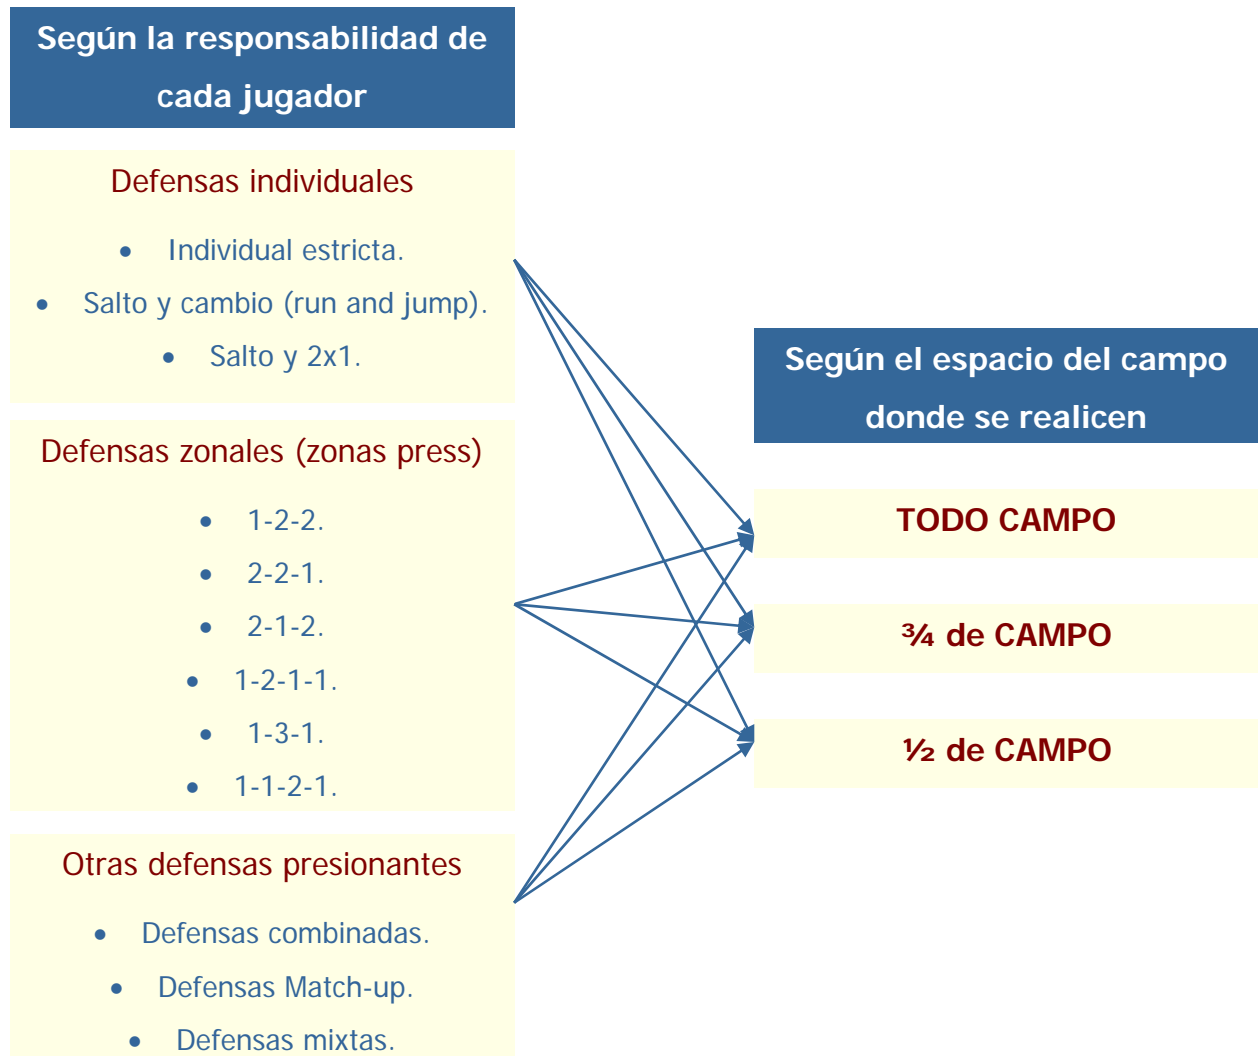 Según la responsabilidad de
cada jugador
Defensas individuales
• Individual estricta.
• Salto y cambio (run and jump).
• Salto y 2x1.
Defensas zonales (zonas press)
• 1-2-2.
• 2-2-1.
• 2-1-2.
• 1-2-1-1.
• 1-3-1.
• 1-1-2-1.
Otras defensas presionantes
• Defensas combinadas.
• Defensas Match-up.
• Defensas mixtas.
Según el espacio del campo
donde se realicen
TODO CAMPO
¾ de CAMPO
½ de CAMPO